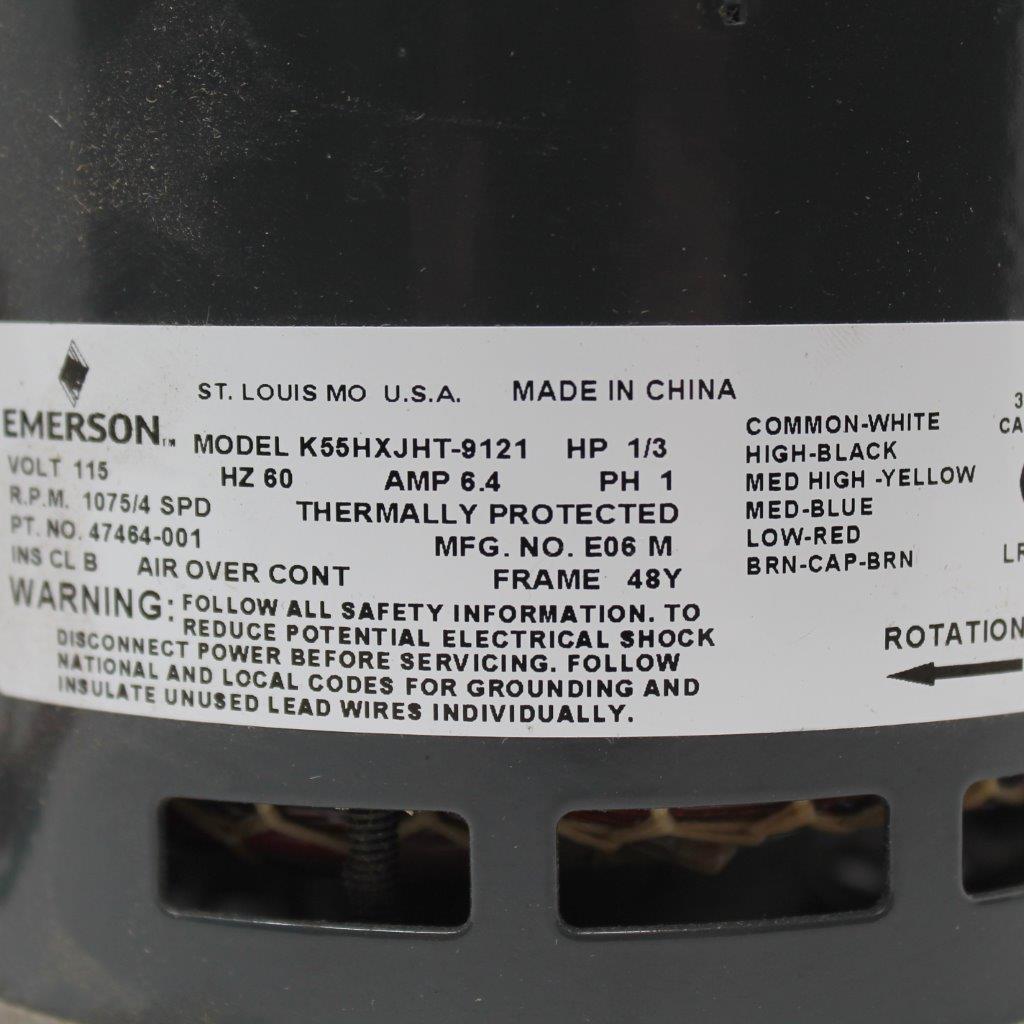 ST. LOUIS MO U.S.A. MADE IN CHINA
EMERSON™
MODEL K55HXJHT-9121 HP 1/3
VOLT 115 HZ 60 AMP 6.4 PH 1
R.P.M. 1075/4 SPD THERMALLY PROTECTED
PT. NO. 47464-001 MFG. NO. E06 M
INS CL B AIR OVER CONT FRAME 48Y
WARNING: FOLLOW ALL SAFETY INFORMATION. TO
REDUCE POTENTIAL ELECTRICAL SHOCK
DISCONNECT POWER BEFORE SERVICING. FOLLOW
NATIONAL AND LOCAL CODES FOR GROUNDING AND
INSULATE UNUSED LEAD WIRES INDIVIDUALLY.
COMMON-WHITE
HIGH-BLACK
MED HIGH -YELLOW
MED-BLUE
LOW-RED
BRN-CAP-BRN
ROTATION